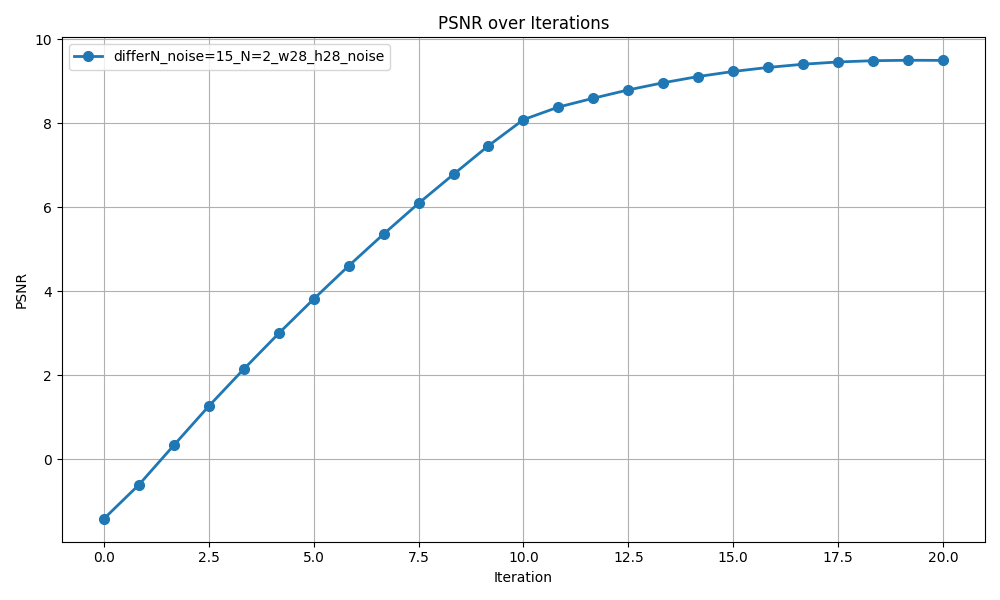 PSNR over Iterations
differN_noise=15_N=2_w28_h28_noise
PSNR
10
8
6
4
2
0
0.0 2.5 5.0 7.5 10.0 12.5 15.0 17.5 20.0
Iteration